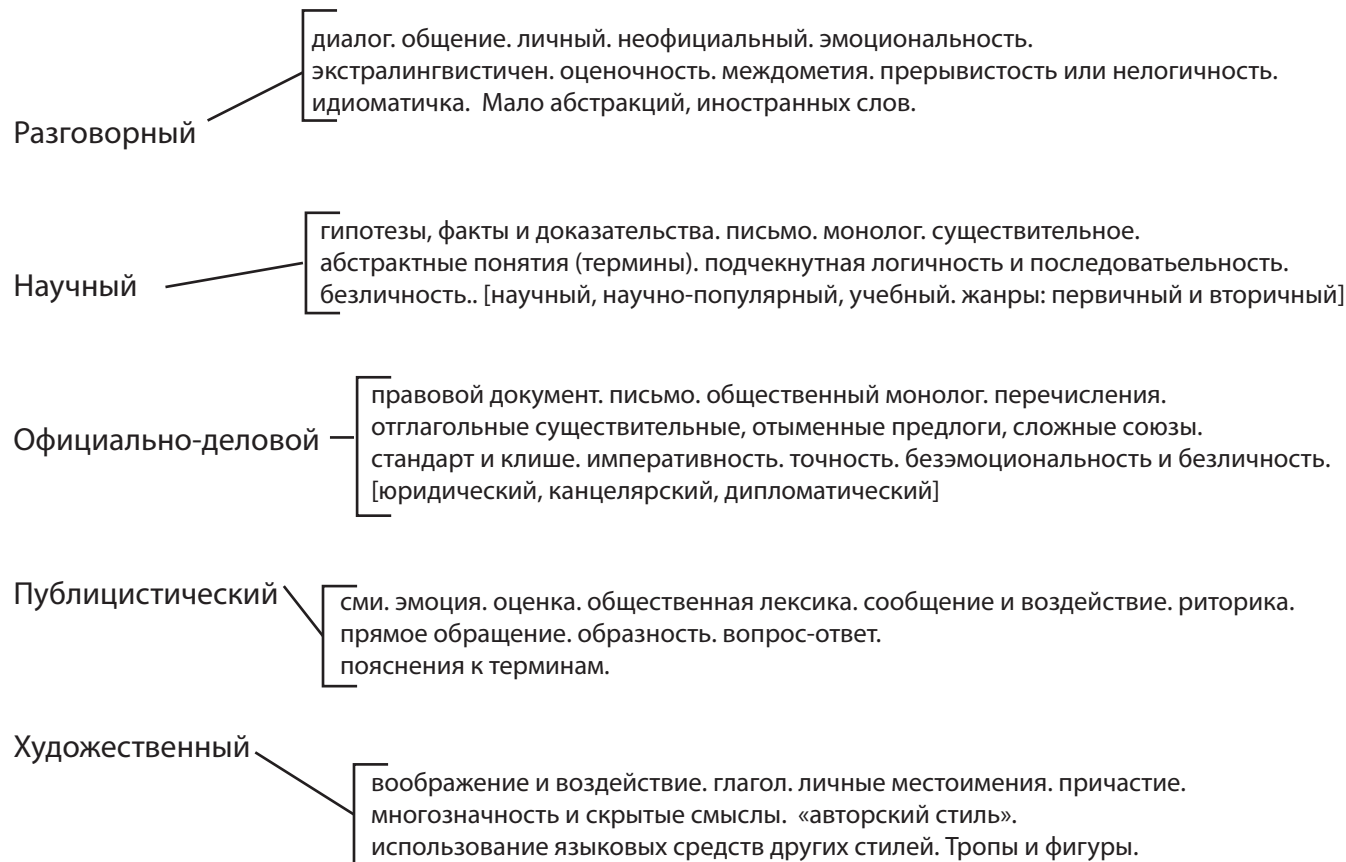 диалог. общение. личный. неофициальный. эмоциональность.
экстралингвистичен. оценочность. междометия. прерывистость или нелогичность.
идиоматичка.  Мало абстракций, иностранных слов.
Разговорный
гипотезы, факты и доказательства. письмо. монолог. существительное.
абстрактные понятия (термины). подчекнутная логичность и последоватьельность.
Научный
безличность.. [научный, научно-популярный, учебный. жанры: первичный и вторичный]
правовой документ. письмо. общественный монолог. перечисления.
отглагольные существительные, отыменные предлоги, сложные союзы.
Официально-деловой
стандарт и клише. императивность. точность. безэмоциональность и безличность.
[юридический, канцелярский, дипломатический]
Публицистический
сми. эмоция. оценка. общественная лексика. сообщение и воздействие. риторика.
прямое обращение. образность. вопрос-ответ.
пояснения к терминам.
Художественный
воображение и воздействие. глагол. личные местоимения. причастие.
многозначность и скрытые смыслы.  «авторский стиль».
использование языковых средств других стилей. Тропы и фигуры.